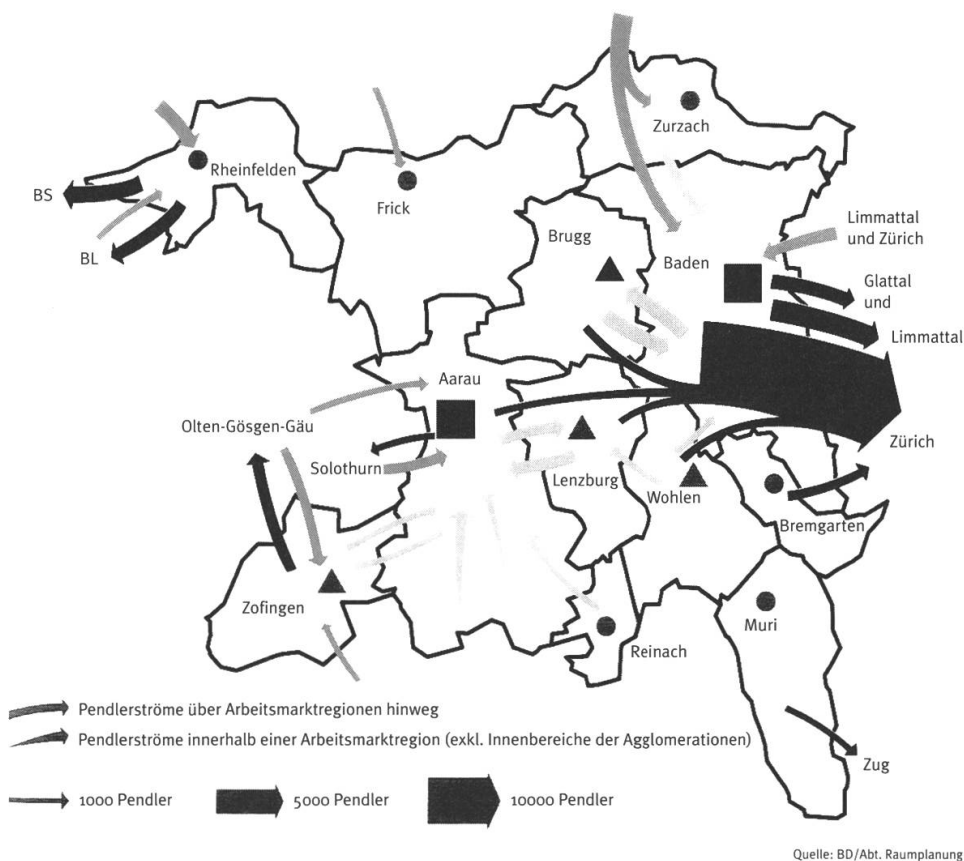 Zurzach
Rheinfelden
BS
Frick
Limmattal
und Zürich
Brugg
BL
Baden
Glattal
und
Limmattal
Aarau
Olten-Gösgen-Gäu
Zürich
Solothurn
Lenzburg
Wohlen
Bremgarten
Zofingen
Muri
Reinach
Pendlerströme über Arbeitsmarktregionen hinweg
Pendlerströme innerhalb einer Arbeitsmarktregion (exkl. Innenbereiche der Agglomerationen)
Zug
1000 Pendler
5000 Pendler
10000 Pendler
Quelle: BD/Abt. Raumplanung